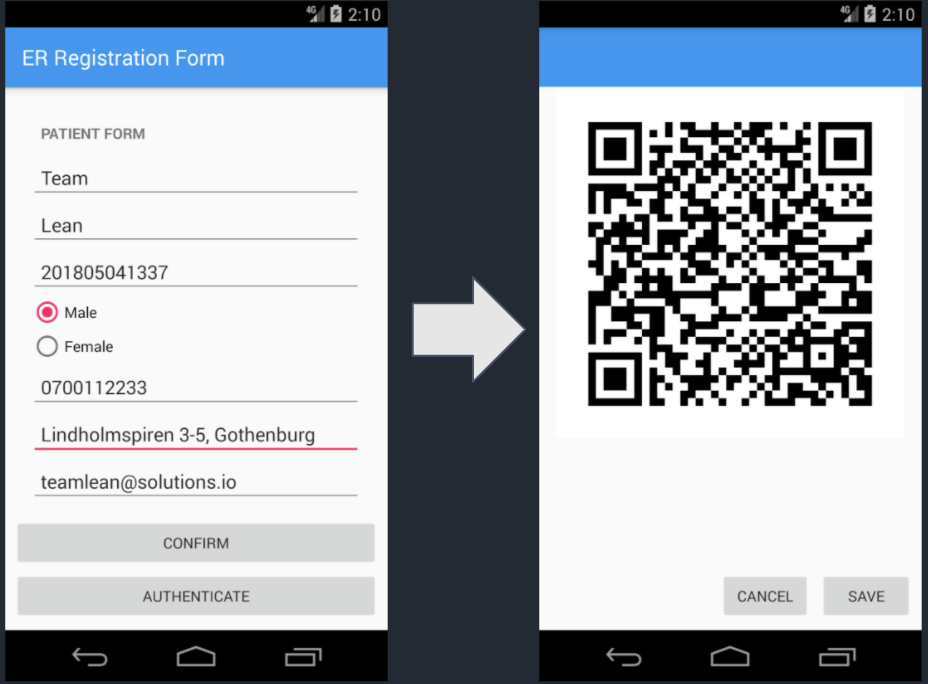 4G 2:10
ER Registration Form
PATIENT FORM
Team
Lean
201805041337
Male
Female
0700112233
Lindholmspiren 3-5, Gothenburg
teamlean@solutions.io
CONFIRM
AUTHENTICATE
4G 2:10
CANCEL SAVE